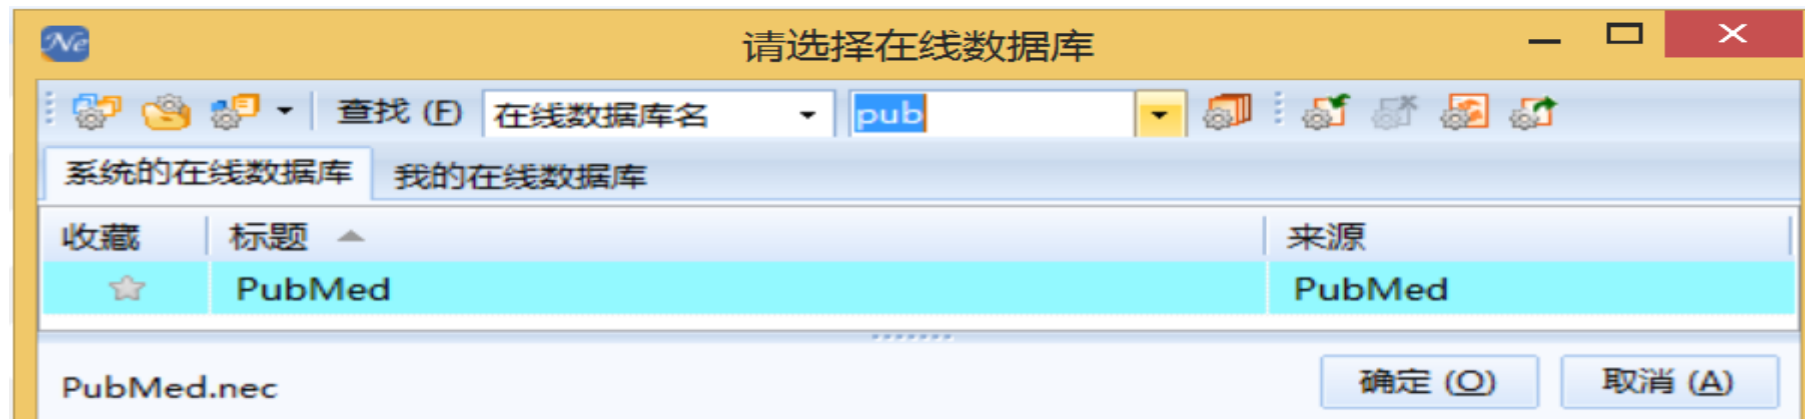 Ne
请选择在线数据库
查找 (F) 在线数据库名 pub
系统的在线数据库 我的在线数据库
收藏 标题 来源
PubMed PubMed
PubMed.nec 确定 (O) 取消 (A)